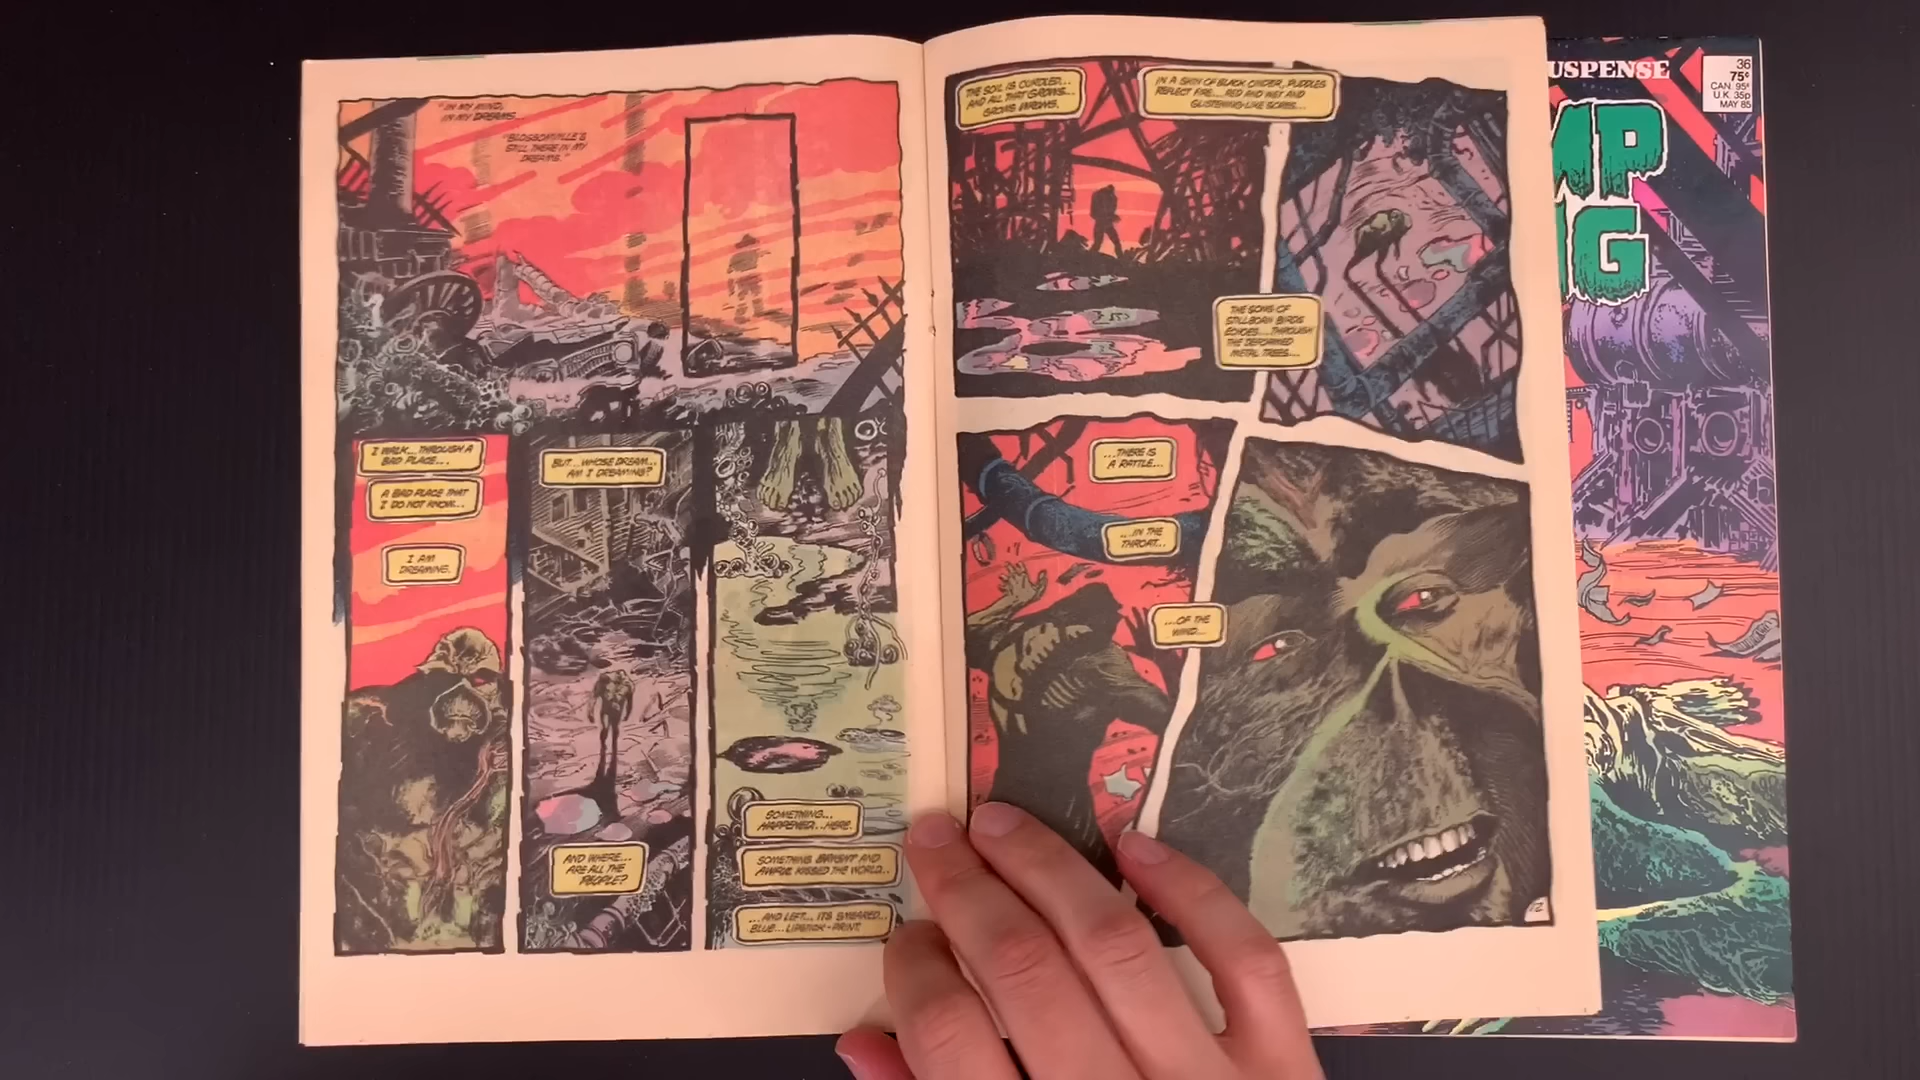 "IN MY MIND,
IN MY DREAMS...
"BLOSSOMVILLE'S
STILL THERE IN MY
DREAMS."
I WALK...THROUGH A
BAD PLACE...
A BAD PLACE THAT
I DO NOT KNOW...
I AM
DREAMING.
BUT...WHOSE DREAM...
AM I DREAMING?
AND WHERE...
ARE ALL THE
PEOPLE?
SOMETHING...
HAPPENED...HERE.
SOMETHING BRIGHT AND
AWFUL KISSED THE WORLD...
...AND LEFT... ITS SMEARED...
BLUE... LIPSTICK-PRINT.
THE SOIL IS CURDLED...
AND ALL THAT GROWS...
GROWS WRONG.
IN A SKIN OF BLACK CINDER, PUDDLES
REFLECT FIRE... RED AND WET AND
GLISTENING LIKE SCABS...
THE SONG OF
STILLBORN BIRDS
ECHOES...THROUGH
THE DEFORMED
METAL TREES...
...THERE IS
A RATTLE...
...IN THE
THROAT...
...OF THE
WIND...
12
USPENSE
36
75¢
CAN. 95¢
U.K. 35p
MAY 85
MP
NG